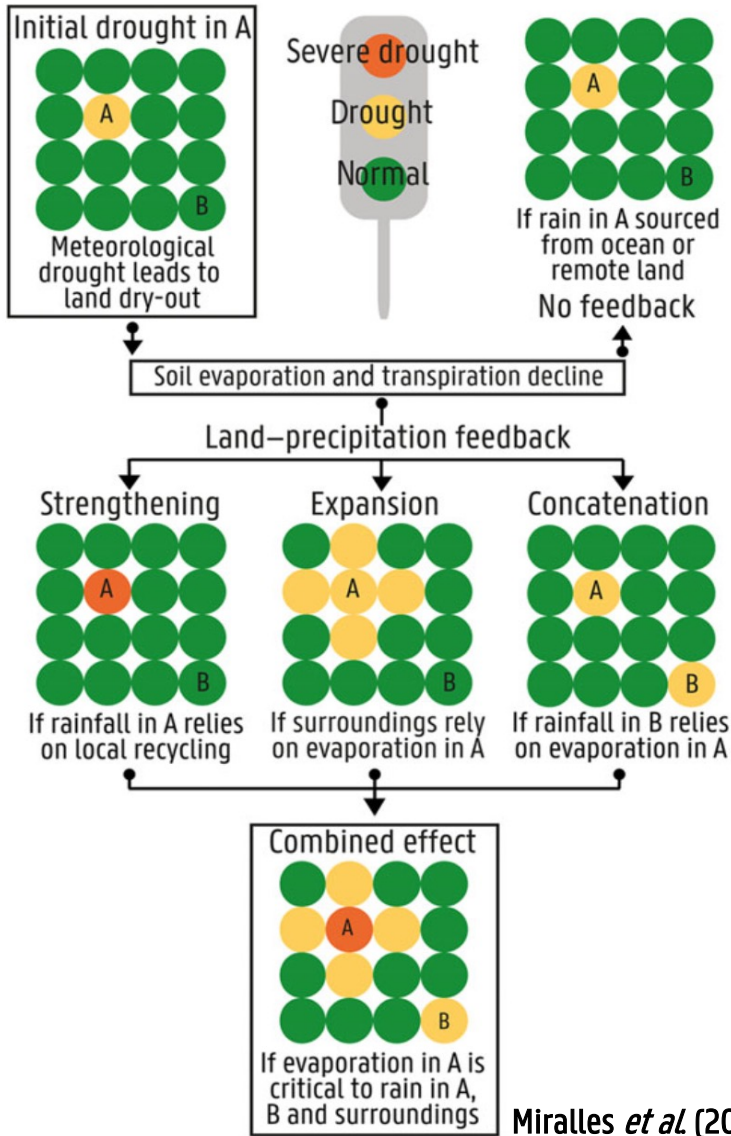 Initial drought in A
A
B
Meteorological
drought leads to
land dry-out
Severe drought
Drought
Normal
A
B
If rain in A sourced
from ocean or
remote land
No feedback
Soil evaporation and transpiration decline
Land–precipitation feedback
Strengthening
A
B
If rainfall in A relies
on local recycling
Expansion
A
B
If surroundings rely
on evaporation in A
Concatenation
A
B
If rainfall in B relies
on evaporation in A
Combined effect
A
B
If evaporation in A is
critical to rain in A,
B and surroundings
Miralles et al. (20